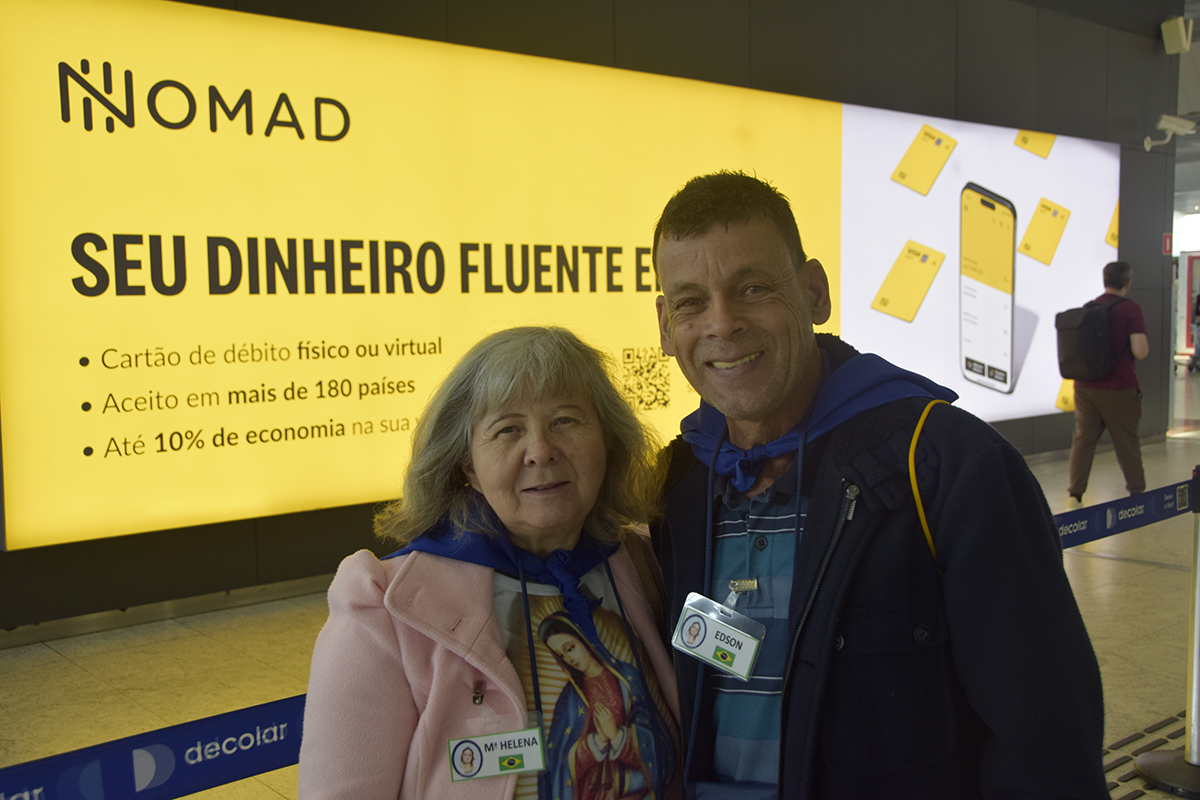 NOMAD
SEU DINHEIRO FLUENTE E
• Cartão de débito físico ou virtual
• Aceito em mais de 180 países
• Até 10% de economia na sua
EDSON
Mª HELENA
decolar
decolar
decolar